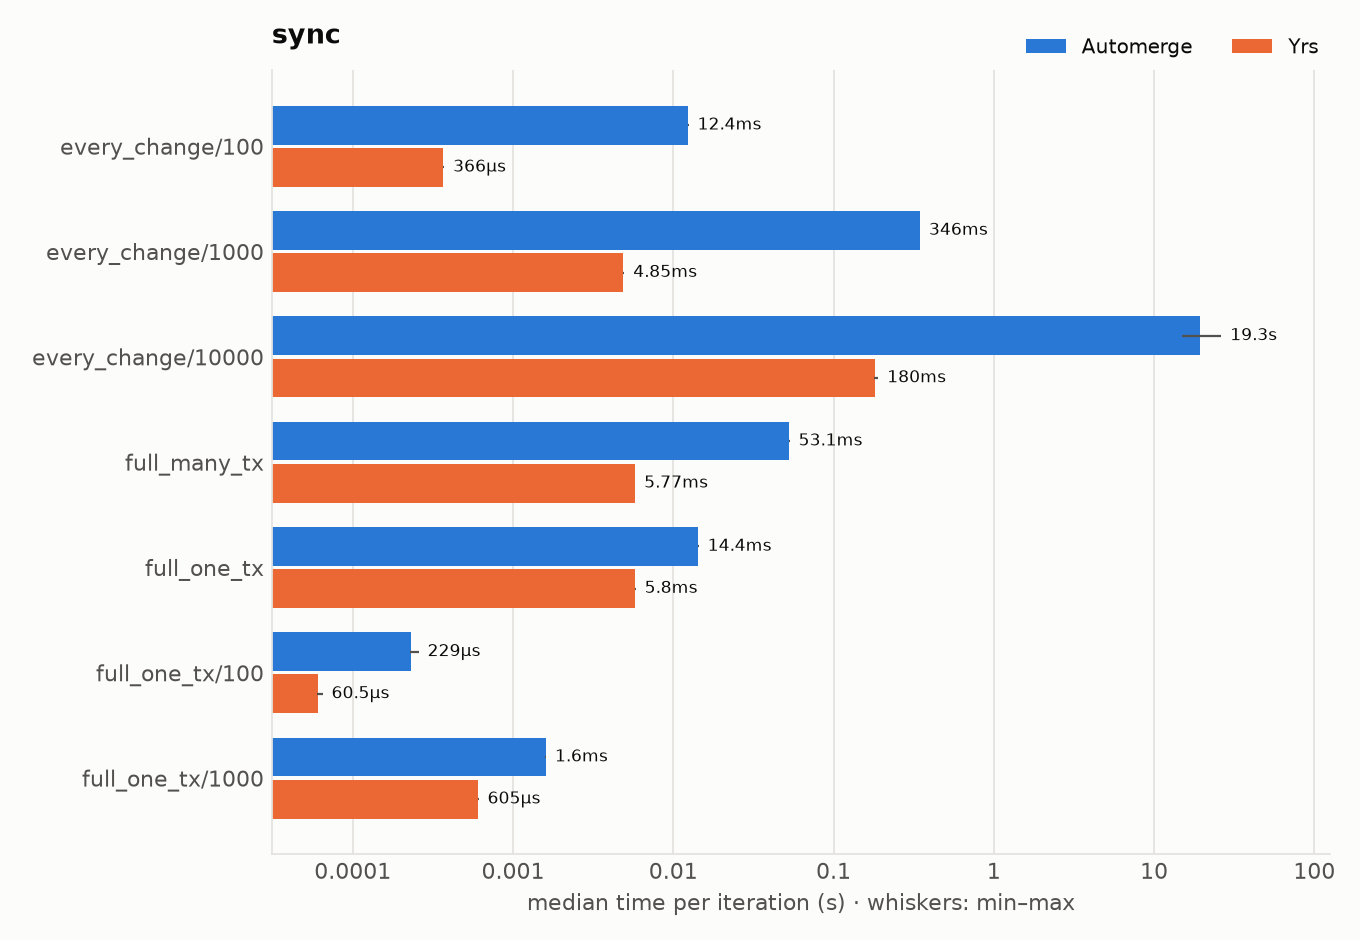 sync
Automerge
Yrs
every_change/100
12.4ms
366µs
every_change/1000
346ms
4.85ms
every_change/10000
19.3s
180ms
full_many_tx
53.1ms
5.77ms
full_one_tx
14.4ms
5.8ms
full_one_tx/100
229µs
60.5µs
full_one_tx/1000
1.6ms
605µs
0.0001 0.001 0.01 0.1 1 10 100
median time per iteration (s) · whiskers: min–max